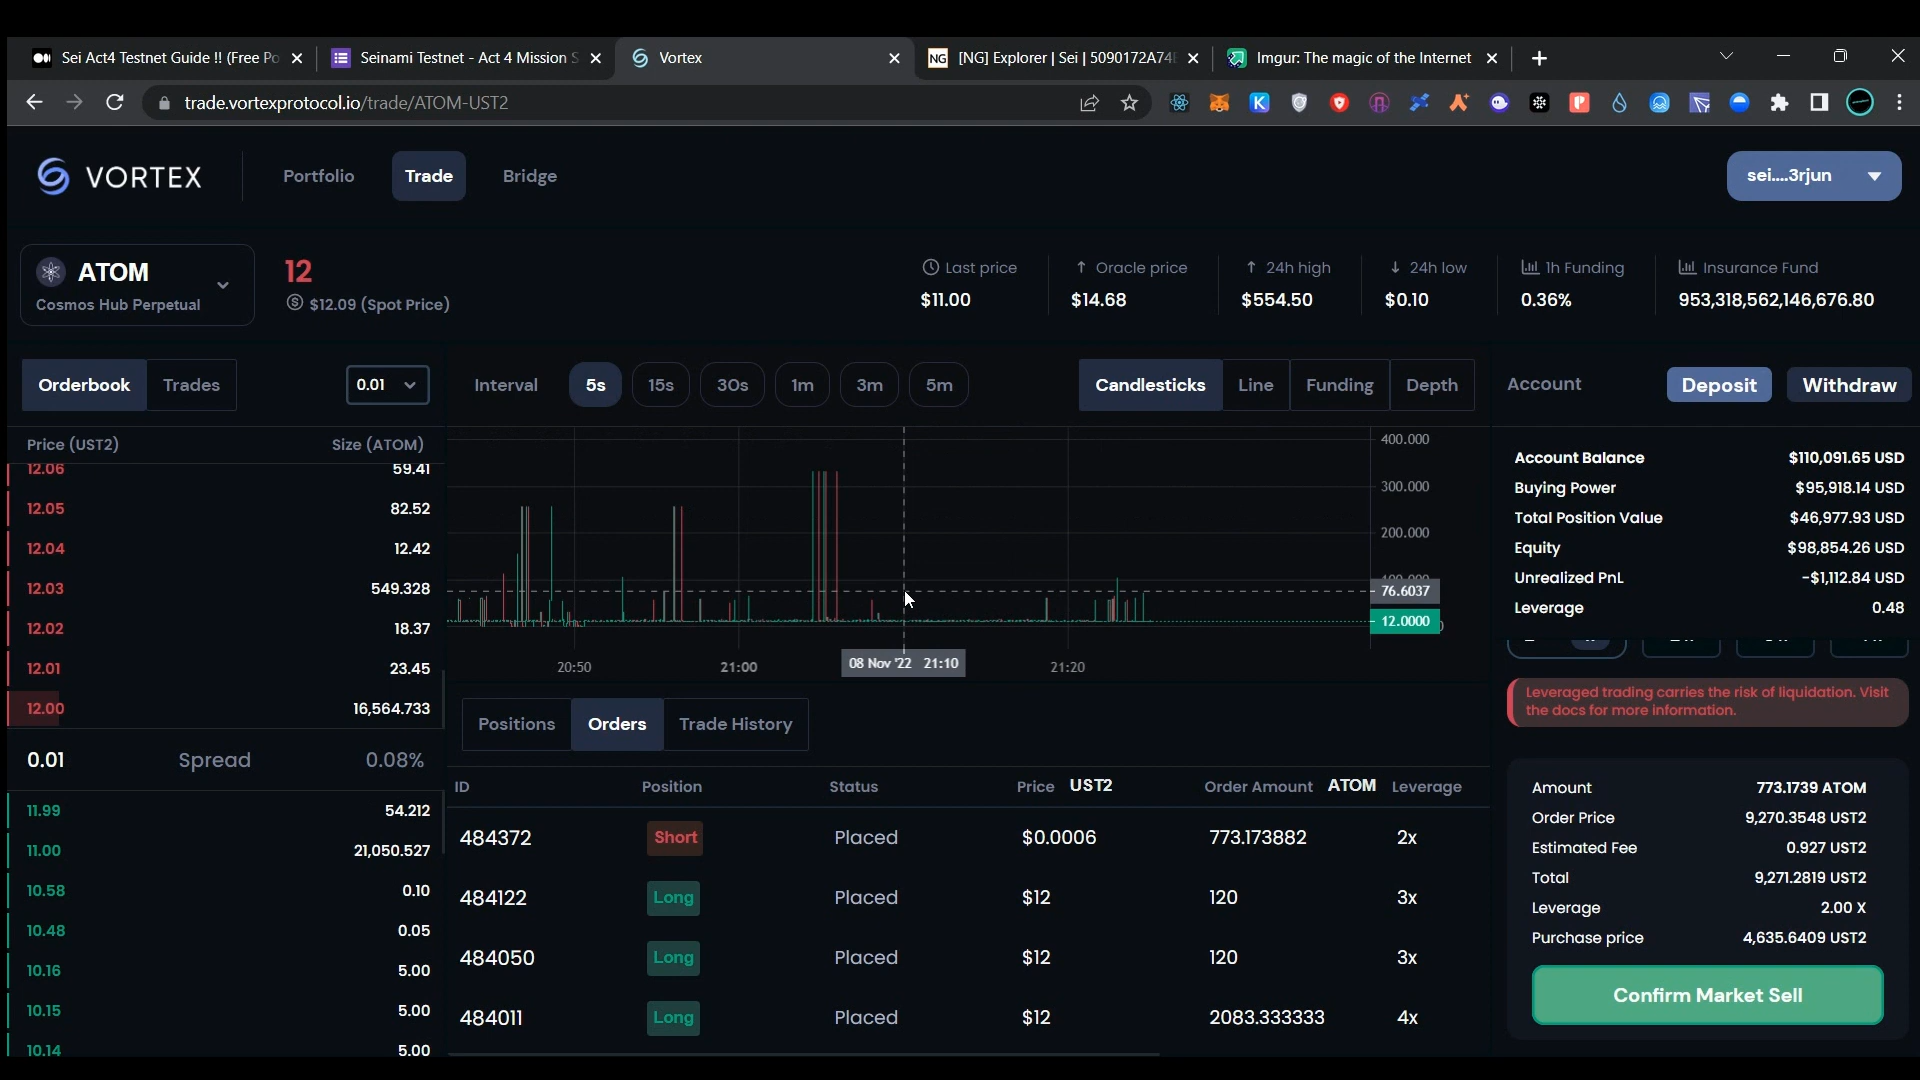 Sei Act4 Testnet Guide !! (Free Po
Seinami Testnet - Act 4 Mission S
Vortex
[NG] Explorer | Sei | 5090172A74
Imgur: The magic of the Internet
trade.vortexprotocol.io/trade/ATOM-UST2
VORTEX
Portfolio
Trade
Bridge
sei....3rjun
ATOM
Cosmos Hub Perpetual
12
$12.09 (Spot Price)
Last price
$11.00
Oracle price
$14.68
24h high
$554.50
24h low
$0.10
1h Funding
0.36%
Insurance Fund
953,318,562,146,676.80
Orderbook
Trades
0.01
Price (UST2) Size (ATOM)
12.06 59.41
12.05 82.52
12.04 12.42
12.03 549.328
12.02 18.37
12.01 23.45
12.00 16,564.733
0.01 Spread 0.08%
11.99 54.212
11.00 21,050.527
10.58 0.10
10.48 0.05
10.16 5.00
10.15 5.00
10.14 5.00
Interval 5s 15s 30s 1m 3m 5m
Candlesticks Line Funding Depth
400.000
300.000
200.000
76.6037
12.0000
20:50 21:00 08 Nov '22 21:10 21:20
Positions Orders Trade History
ID Position Status Price UST2 Order Amount ATOM Leverage
484372 Short Placed $0.0006 773.173882 2x
484122 Long Placed $12 120 3x
484050 Long Placed $12 120 3x
484011 Long Placed $12 2083.333333 4x
Account Deposit Withdraw
Account Balance $110,091.65 USD
Buying Power $95,918.14 USD
Total Position Value $46,977.93 USD
Equity $98,854.26 USD
Unrealized PnL -$1,112.84 USD
Leverage 0.48
Leveraged trading carries the risk of liquidation. Visit
the docs for more information.
Amount 773.1739 ATOM
Order Price 9,270.3548 UST2
Estimated Fee 0.927 UST2
Total 9,271.2819 UST2
Leverage 2.00 X
Purchase price 4,635.6409 UST2
Confirm Market Sell